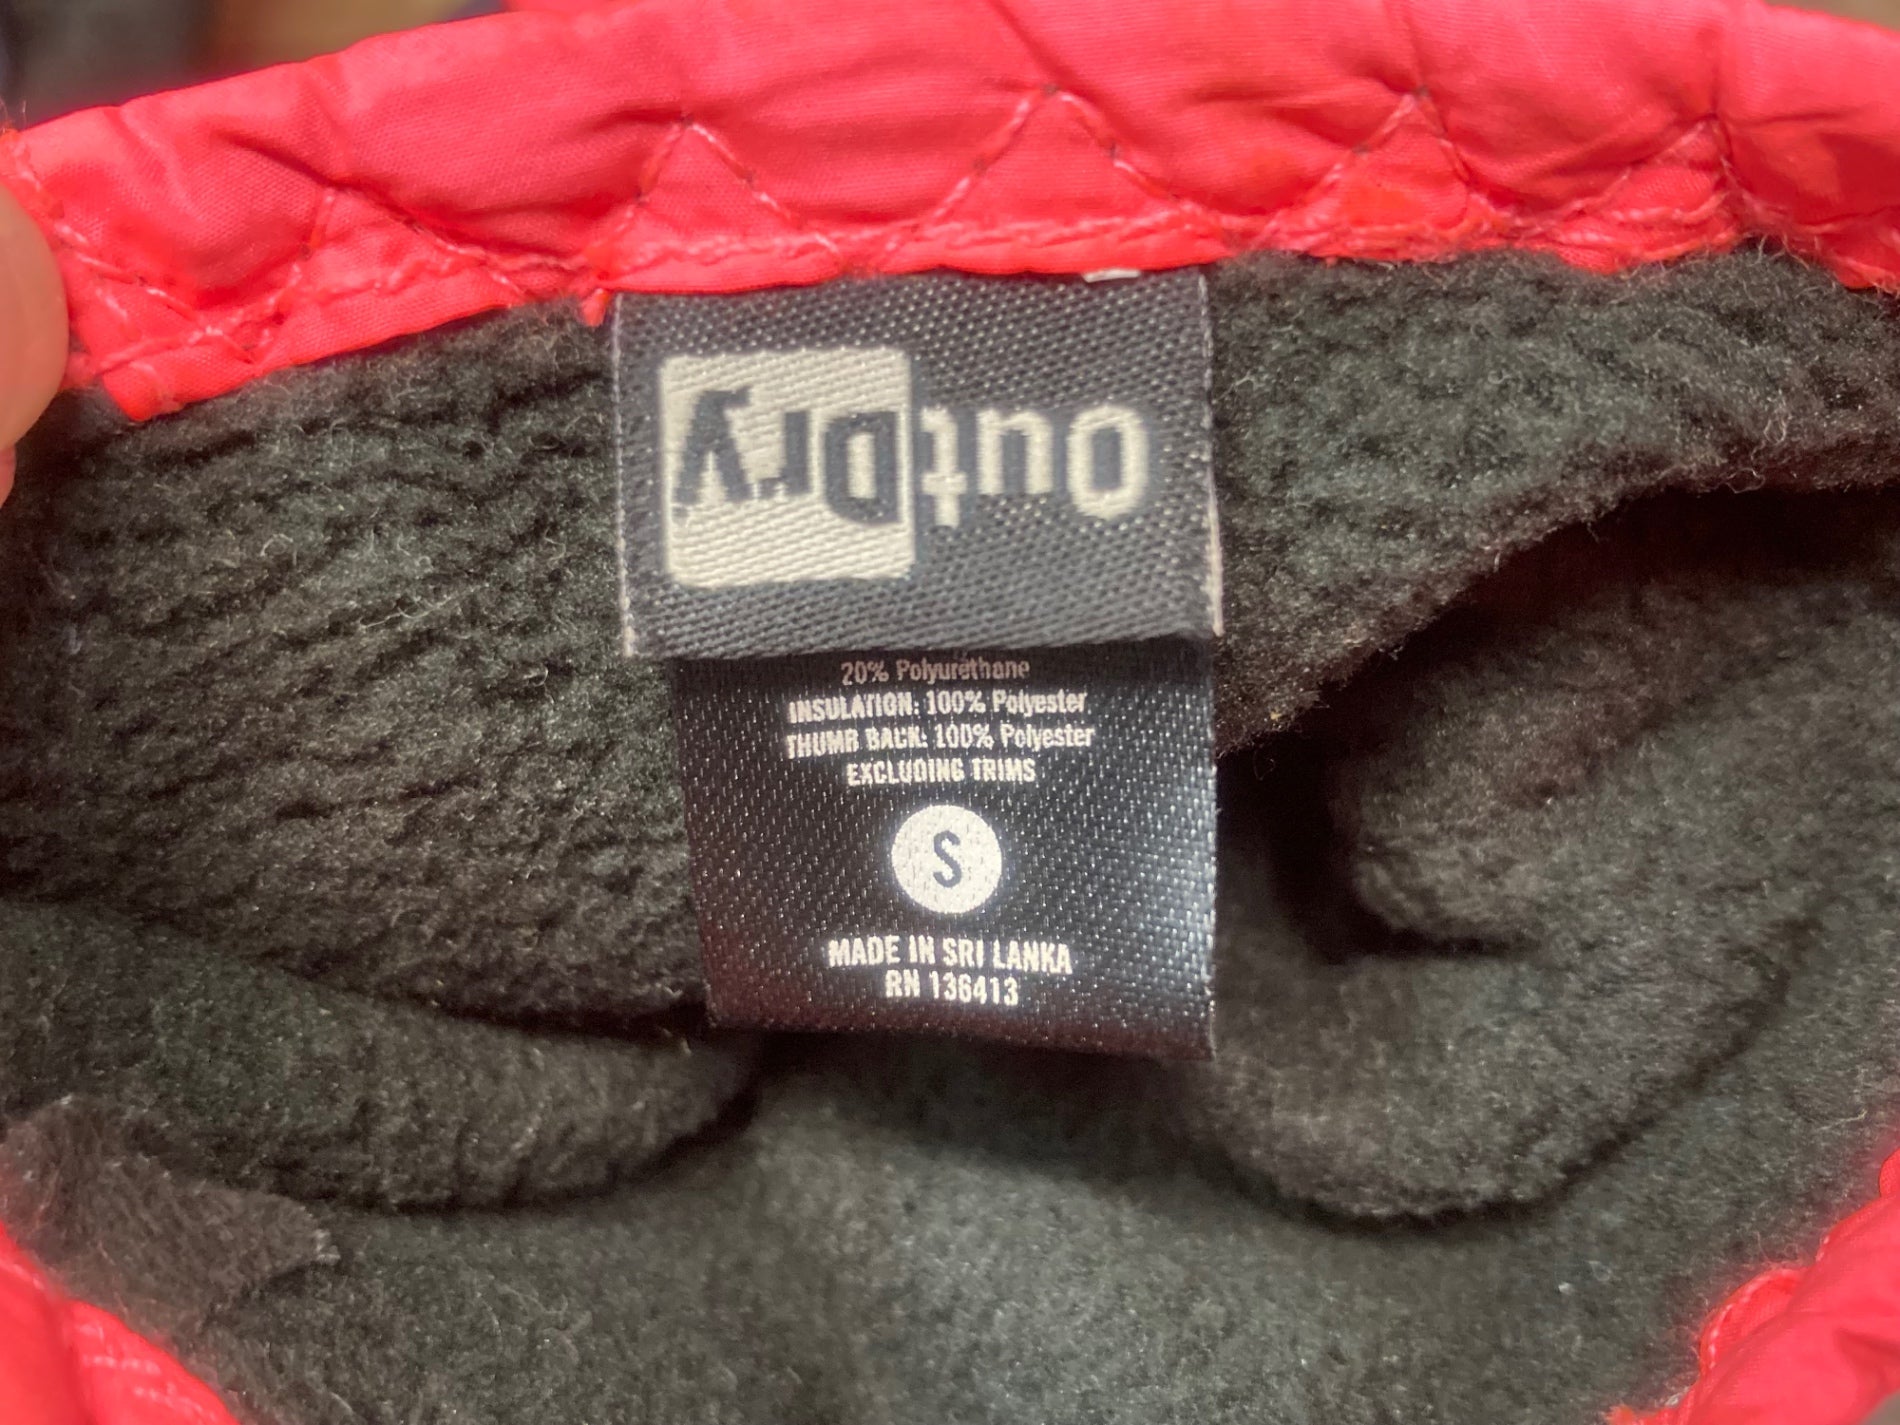 OutDry
20% Polyurethane
INSULATION: 100% Polyester
THUMB BACK: 100% Polyester
EXCLUDING TRIMS
S
MADE IN SRI LANKA
RN 136413